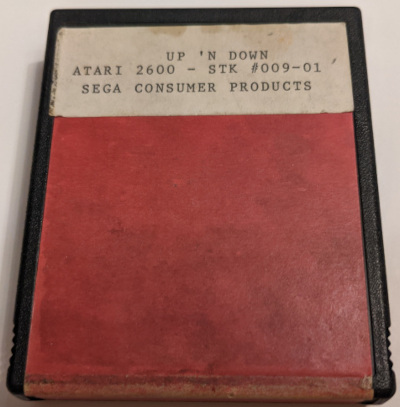 UP 'N DOWN
ATARI 2600 - STK #009-01
SEGA CONSUMER PRODUCTS